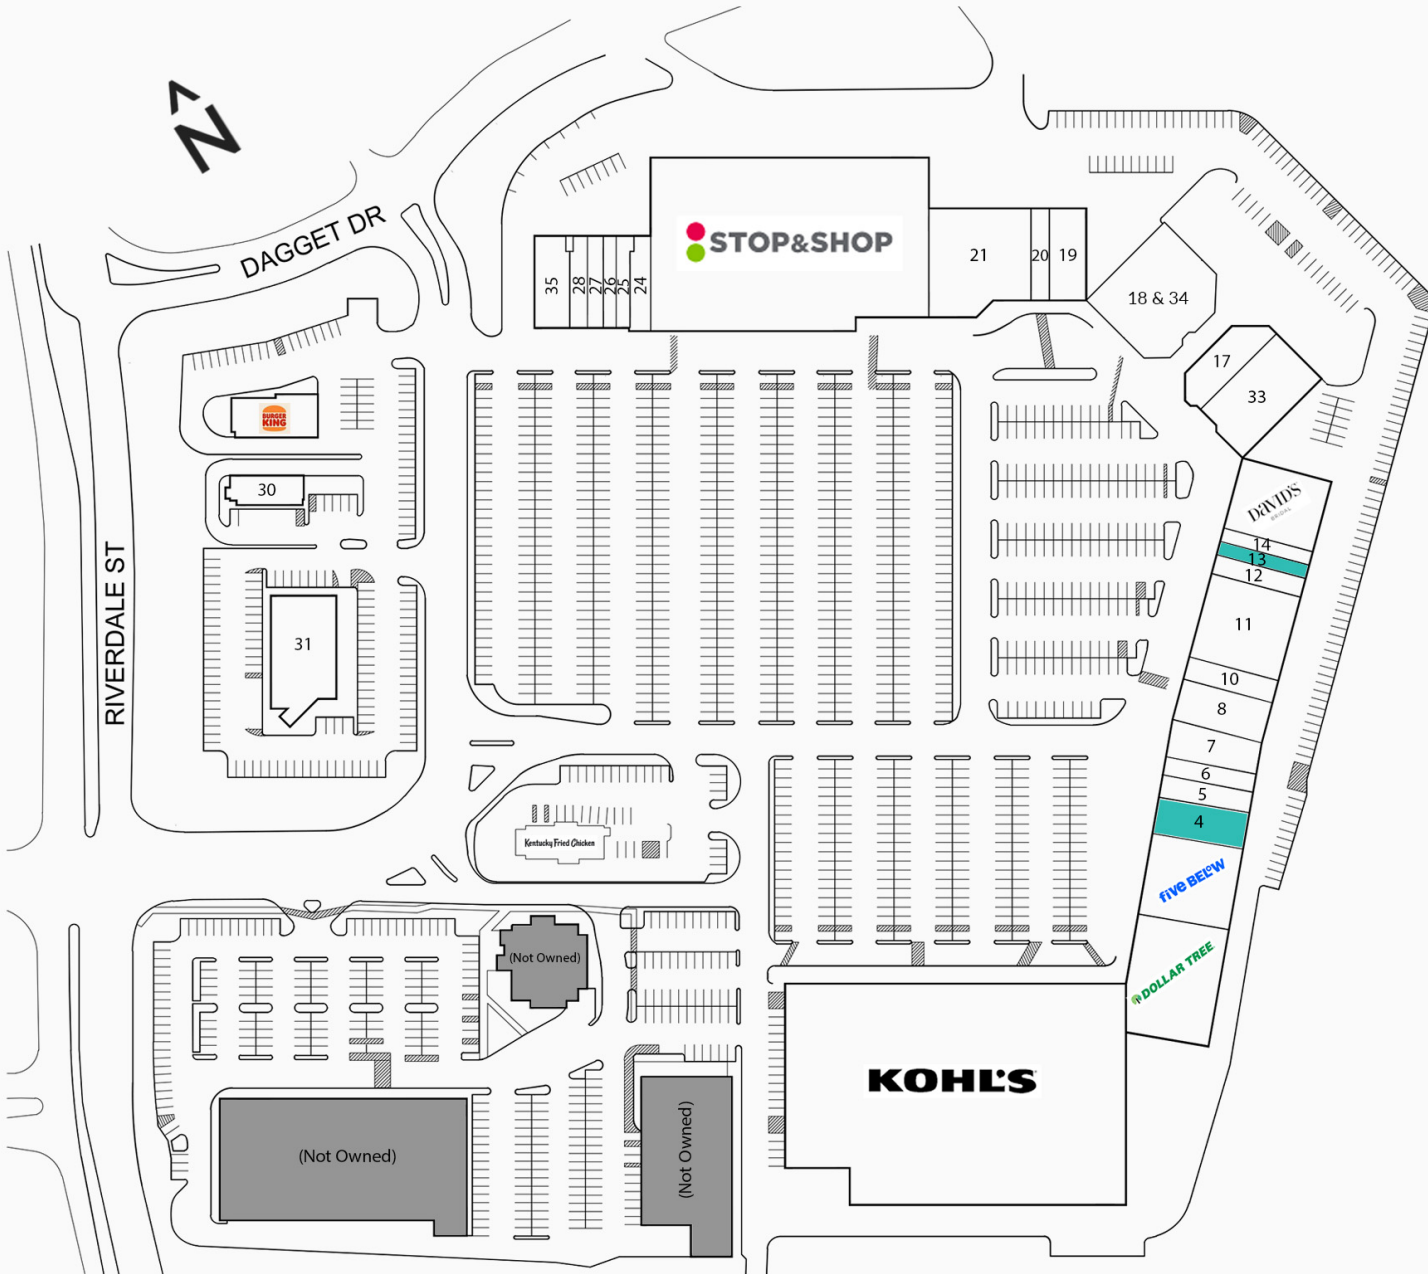 N
DAGGET DR
RIVERDALE ST
STOP&SHOP
35
28
27
26
25
24
21
20
19
18 & 34
17
33
BURGER
KING
30
31
DAVID'S
BRIDAL
14
13
12
11
10
8
7
6
5
4
five BELOW
DOLLAR TREE
Kentucky Fried Chicken
(Not Owned)
(Not Owned)
(Not Owned)
KOHL'S